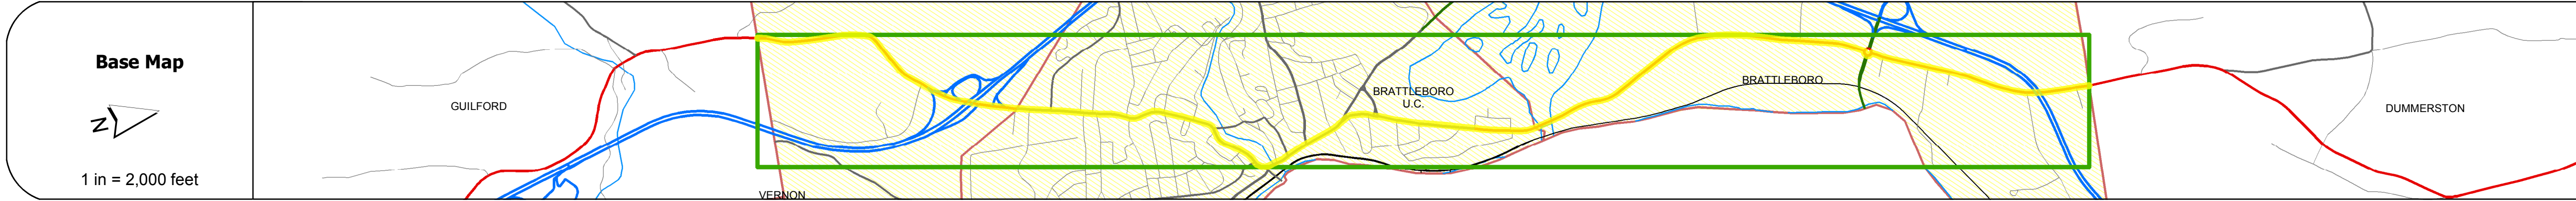 Base Map
N
1 in = 2,000 feet
GUILFORD
VERNON
BRATTLEBORO
U.C.
BRATTLEBORO
DUMMERSTON